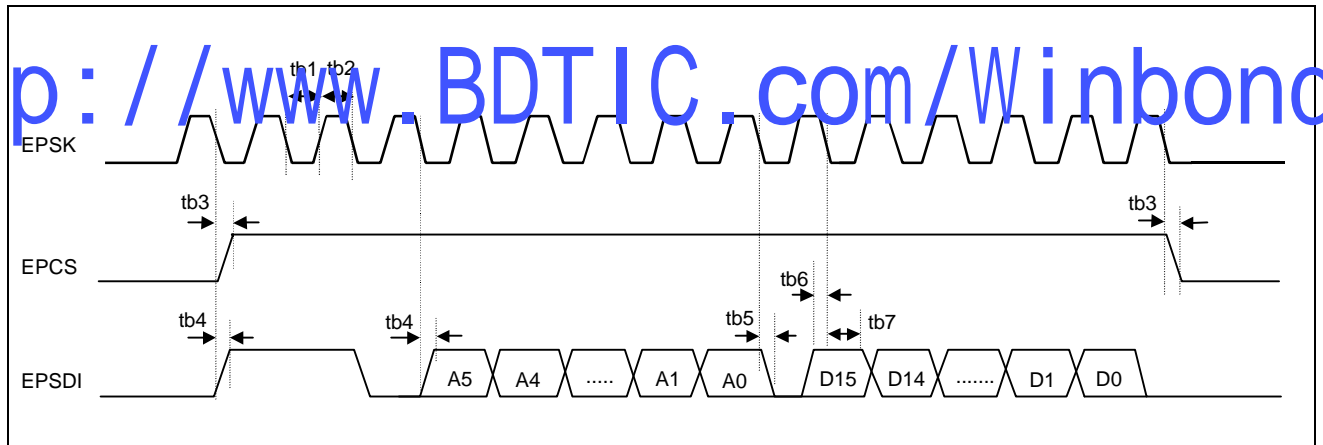 p://www.BDTIC.com/Winbond
tb1 tb2
EPSK
tb3 tb3
EPCS
tb6
tb4 tb4 tb5 tb7
EPSDI A5 A4 ..... A1 A0 D15 D14 ....... D1 D0